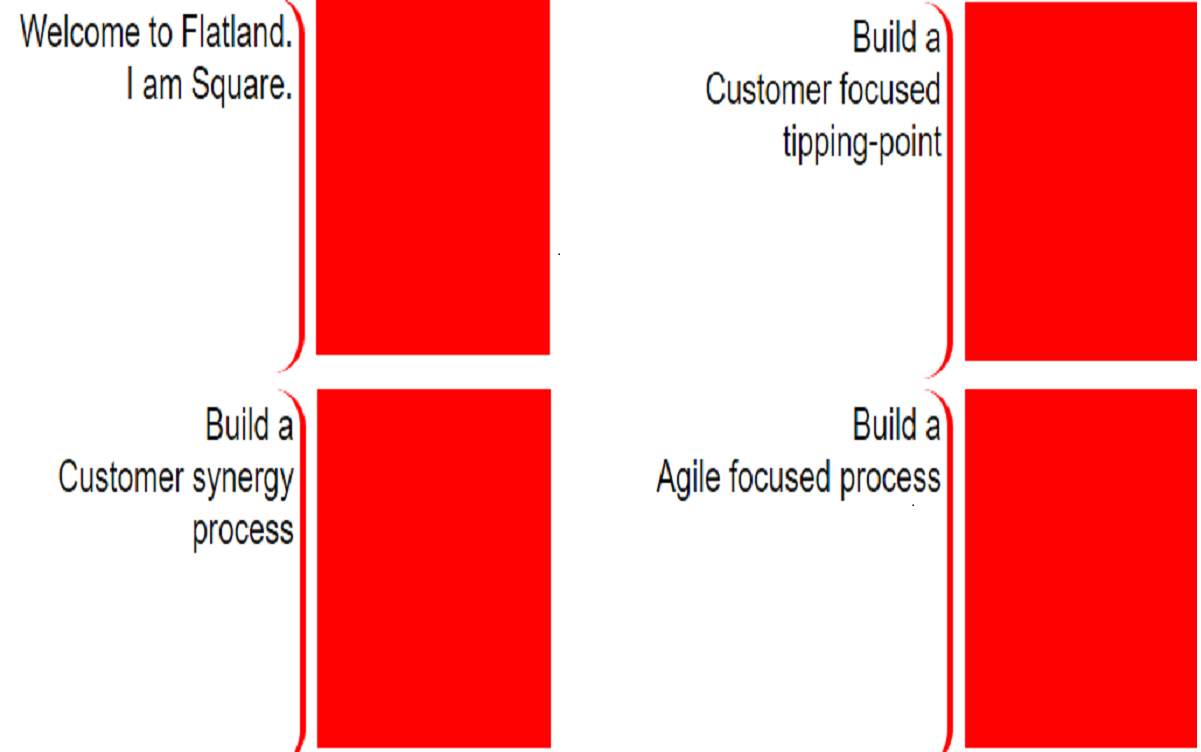 Welcome to Flatland.
I am Square.
Build a
Customer focused
tipping-point
Build a
Customer synergy
process
Build a
Agile focused process